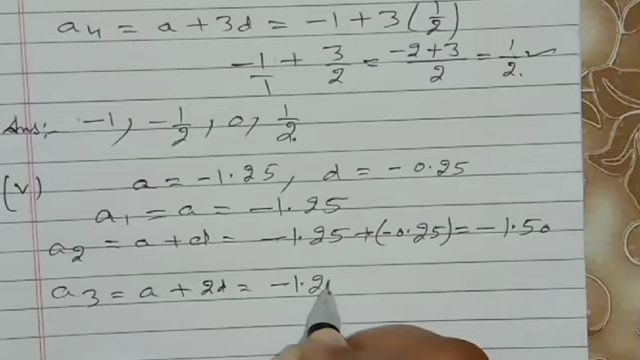 a₄ = a + 3d = -1 + 3(1/2)
-1/1 + 3/2 = -2+3/2 = 1/2.
Ans:- -1, -1/2, 0, 1/2.
(v) a = -1.25, d = -0.25
a₁ = a = -1.25
a₂ = a + d = -1.25 + (-0.25) = -1.50
a₃ = a + 2d = -1.2